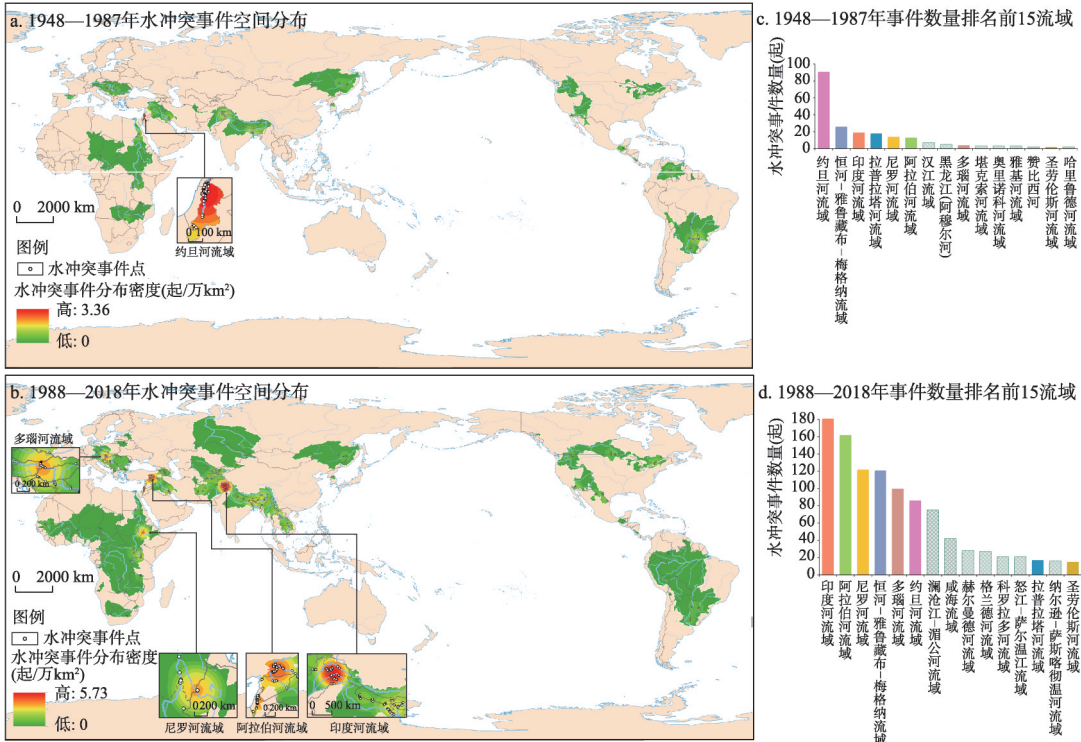 a. 1948—1987年水冲突事件空间分布
0 2000 km
图例
水冲突事件点
水冲突事件分布密度(起/万km²)
高: 3.36
低: 0
0 100 km
约旦河流域
c. 1948—1987年事件数量排名前15流域
水冲突事件数量(起)
100
80
60
40
20
0
约旦河流域
恒河–雅鲁藏布–梅格纳流域
印度河流域
拉普拉塔河流域
尼罗河流域
阿拉伯河流域
汉江流域
黑龙江(阿穆尔河)
多瑙河流域
堪克索河流域
奥里诺科河流域
雅基河流域
赞比西河
圣劳伦斯河流域
哈里鲁德河流域
b. 1988—2018年水冲突事件空间分布
多瑙河流域
0 200 km
0 2000 km
图例
水冲突事件点
水冲突事件分布密度
(起/万km²)
高: 5.73
低: 0
0 200 km
尼罗河流域
0 200 km
阿拉伯河流域
0 500 km
印度河流域
d. 1988—2018年事件数量排名前15流域
水冲突事件数量(起)
180
160
140
120
100
80
60
40
20
0
印度河流域
阿拉伯河流域
尼罗河流域
恒河–雅鲁藏布–梅格纳流域
多瑙河流域
约旦河流域
澜沧江–湄公河流域
咸海流域
赫尔曼德河流域
格兰德河流域
科罗拉多河流域
怒江–萨尔温江流域
拉普拉塔河流域
纳尔逊–萨斯喀彻温河流域
圣劳伦斯河流域